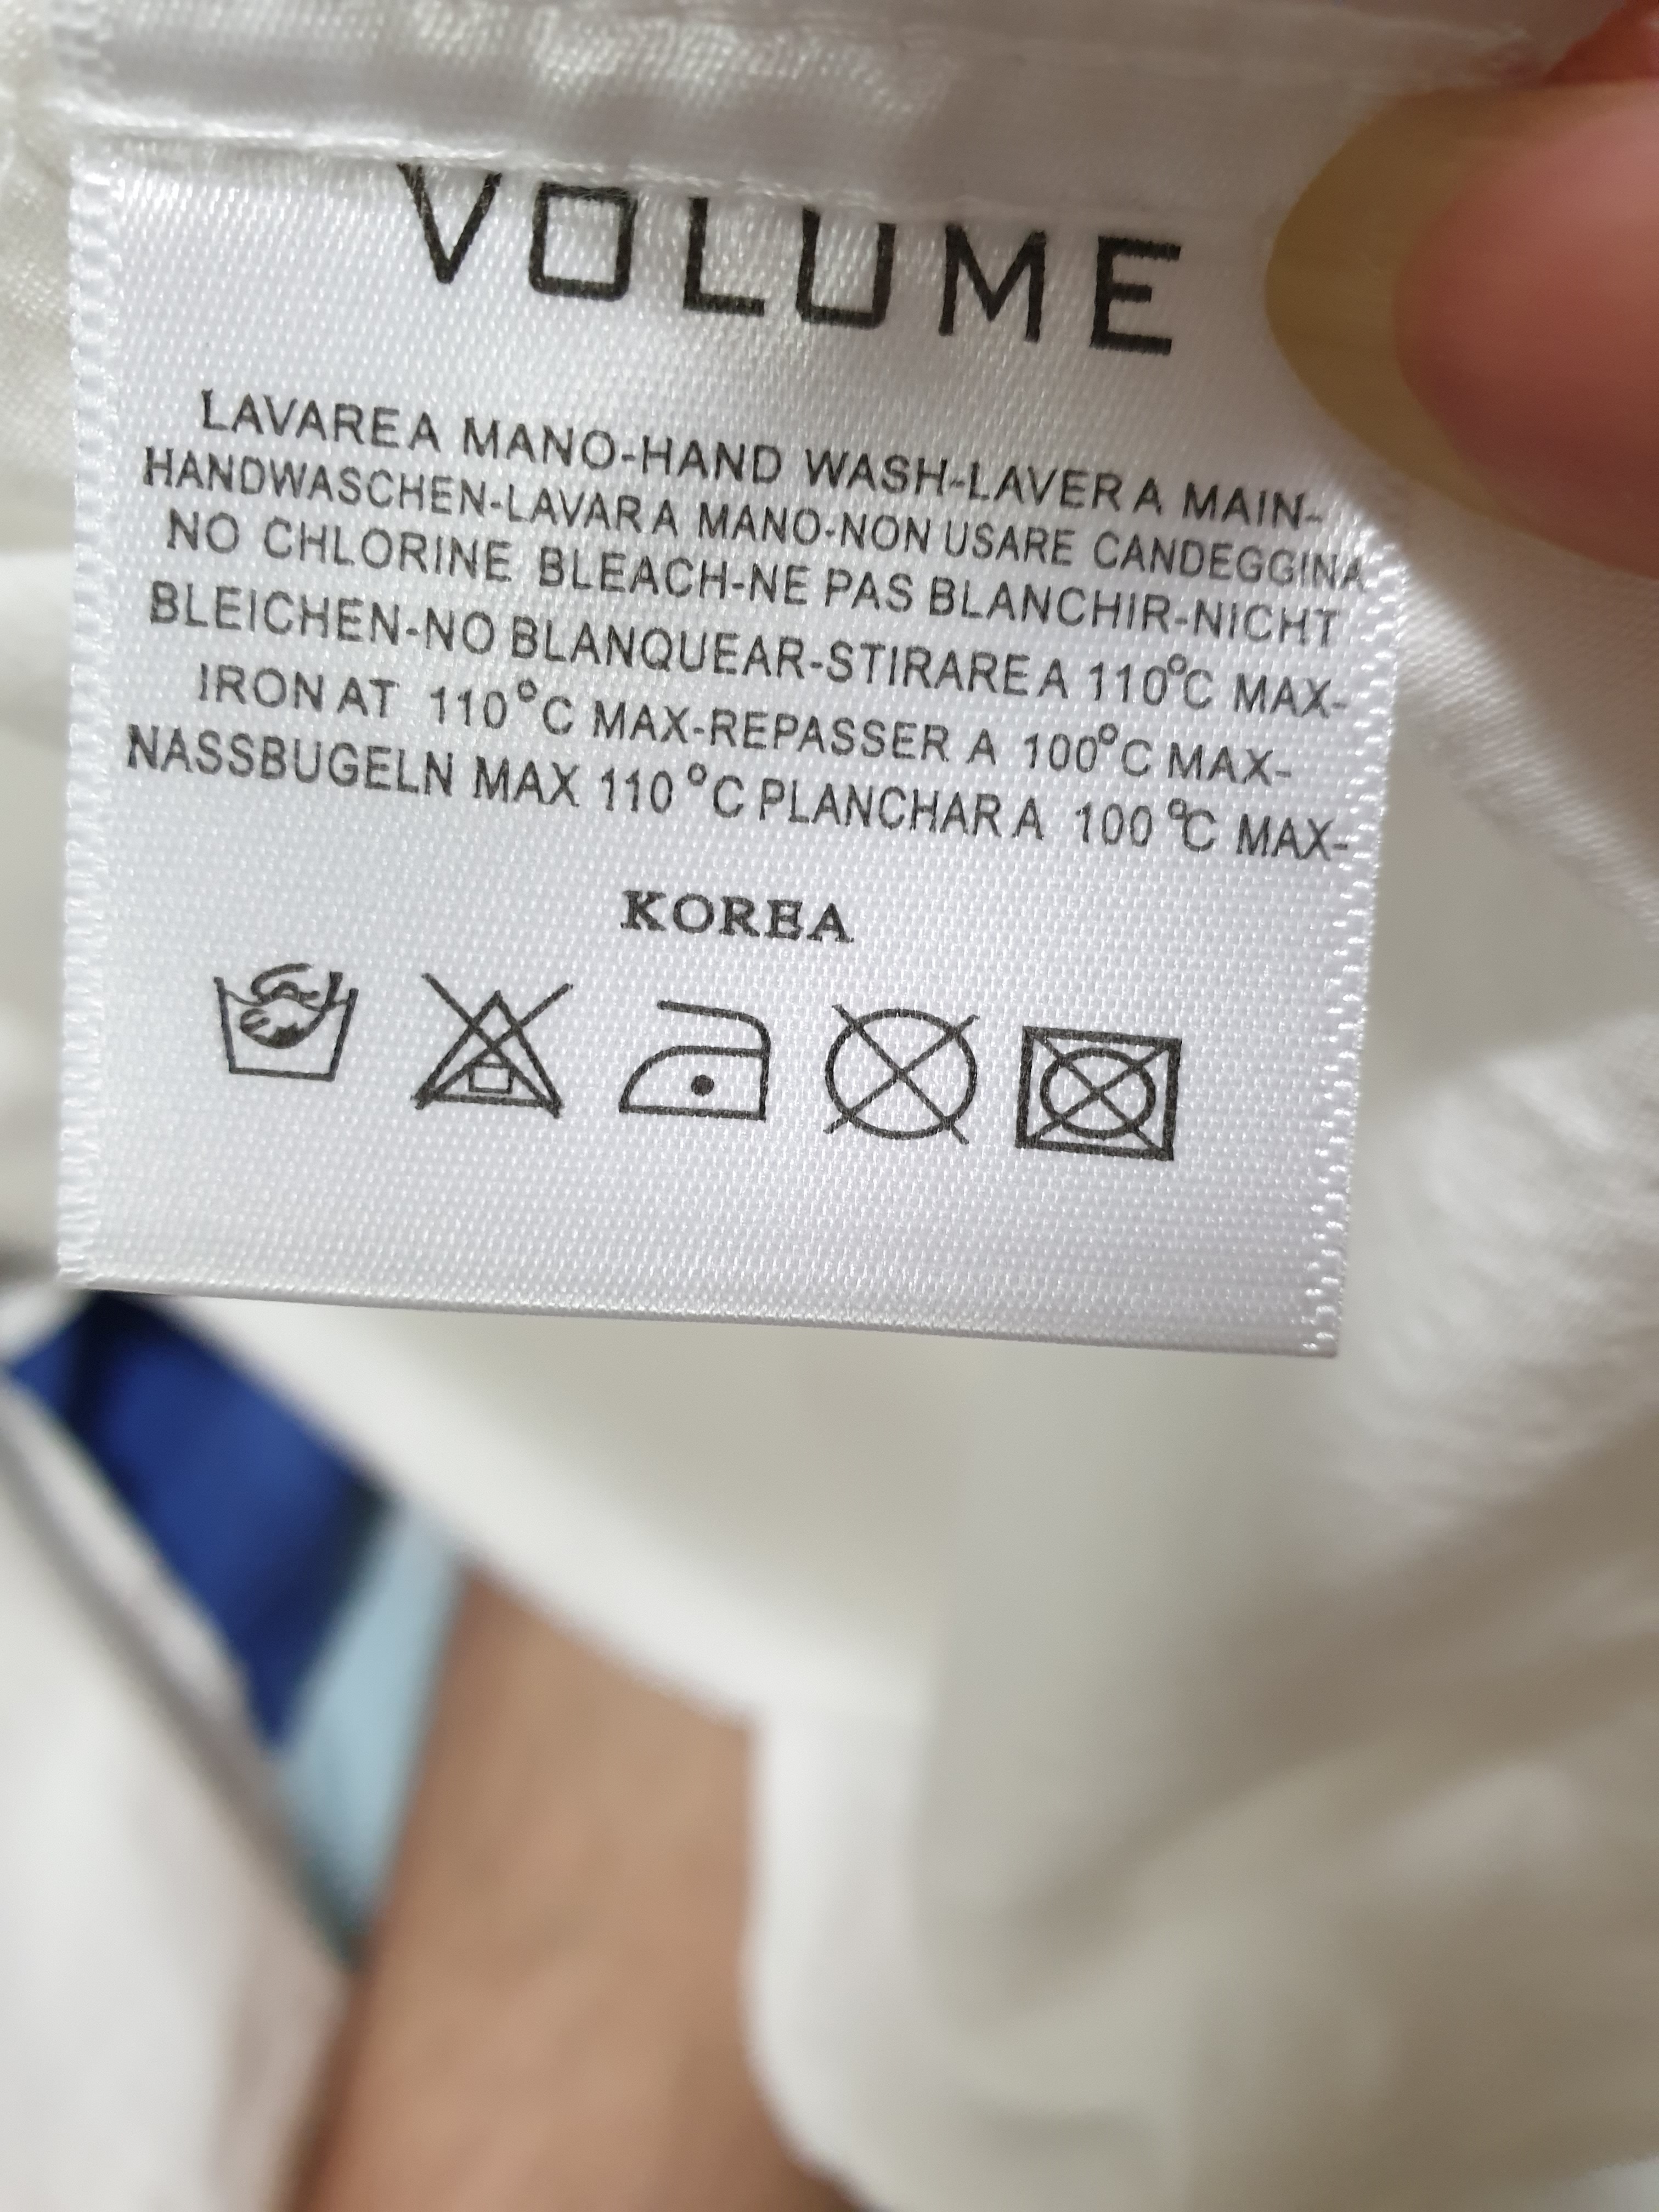 VOLUME
LAVARE A MANO-HAND WASH-LAVER A MAIN-
HANDWASCHEN-LAVAR A MANO-NON USARE CANDEGGINA
NO CHLORINE BLEACH-NE PAS BLANCHIR-NICHT
BLEICHEN-NO BLANQUEAR-STIRARE A 110°C MAX-
IRON AT 110°C MAX-REPASSER A 100°C MAX-
NASSBUGELN MAX 110°C PLANCHAR A 100°C MAX-
KOREA